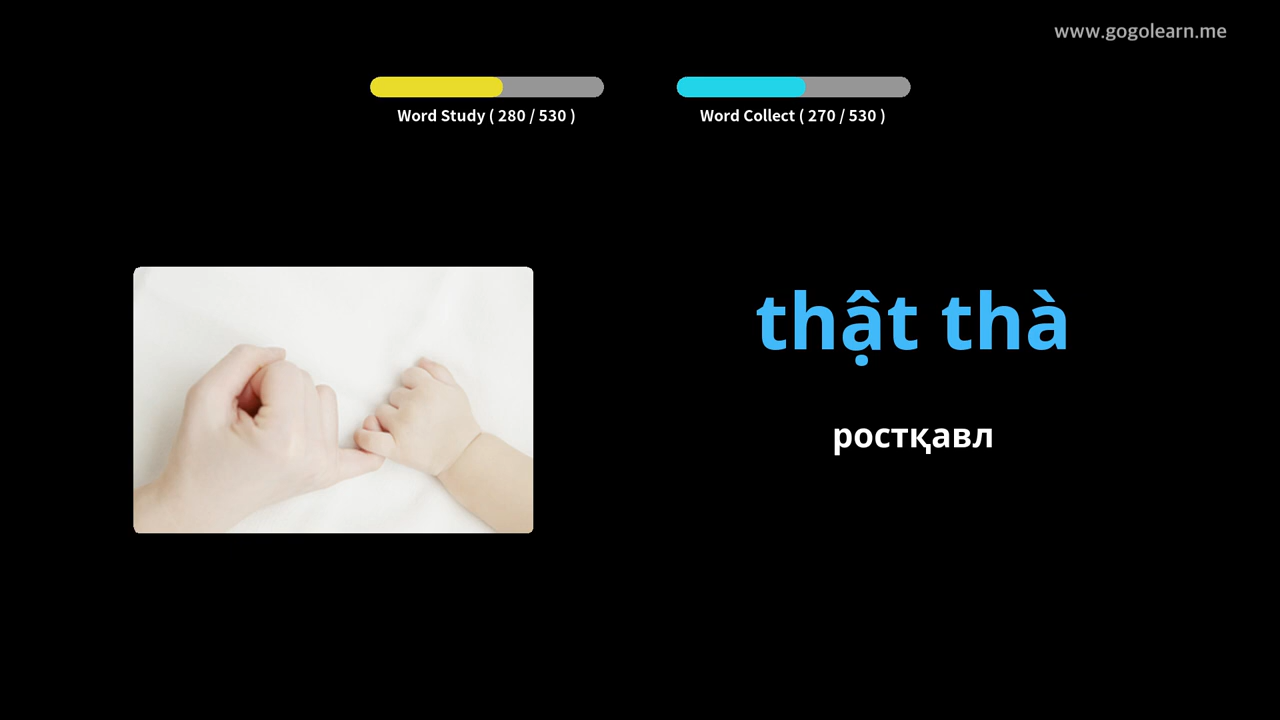 www.gogolearn.me
Word Study ( 280 / 530 )
Word Collect ( 270 / 530 )
thật thà
ростқавл